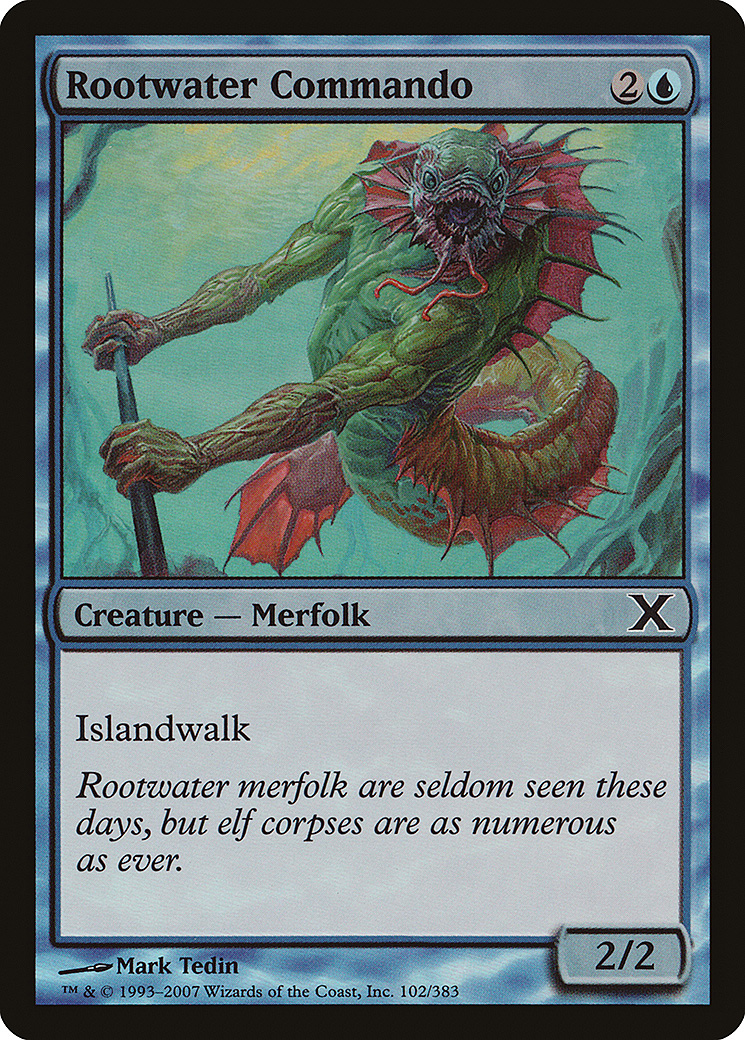 Rootwater Commando 2
Creature — Merfolk X
Islandwalk
Rootwater merfolk are seldom seen these
days, but elf corpses are as numerous
as ever.
2/2
Mark Tedin
™ & © 1993–2007 Wizards of the Coast, Inc. 102/383